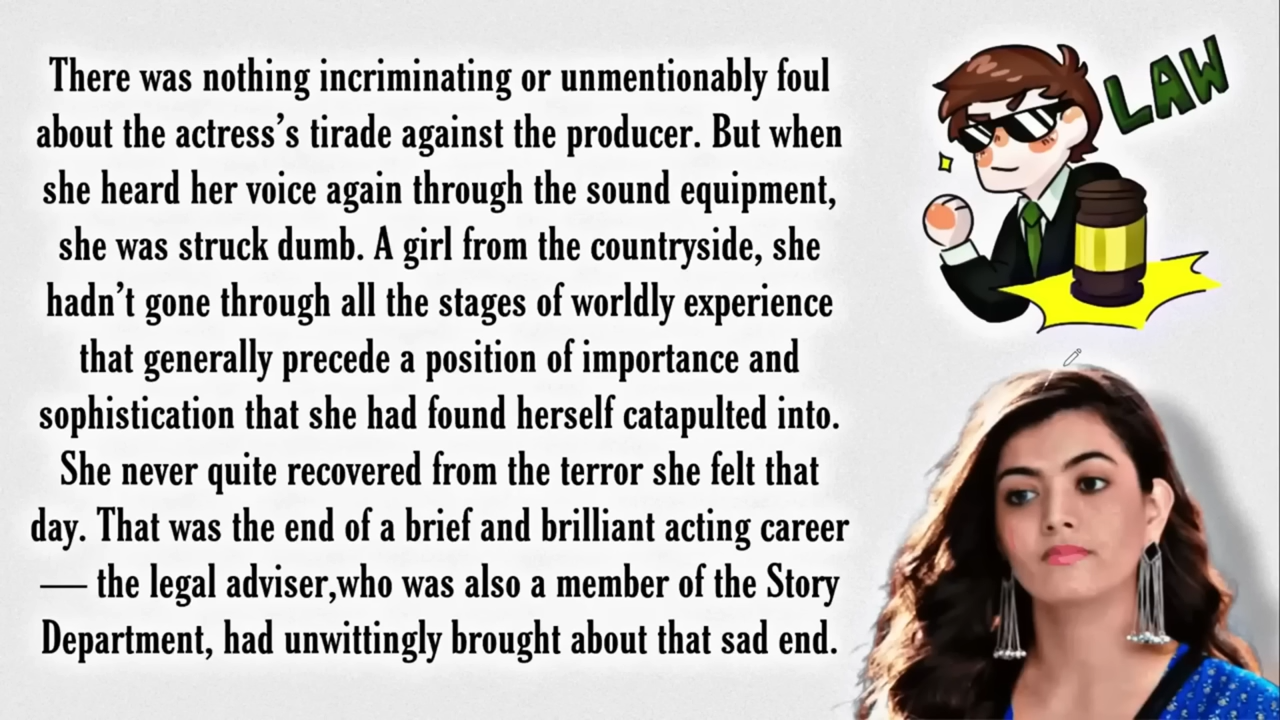 There was nothing incriminating or unmentionably foul
about the actress’s tirade against the producer. But when
she heard her voice again through the sound equipment,
she was struck dumb. A girl from the countryside, she
hadn’t gone through all the stages of worldly experience
that generally precede a position of importance and
sophistication that she had found herself catapulted into.
She never quite recovered from the terror she felt that
day. That was the end of a brief and brilliant acting career
— the legal adviser,who was also a member of the Story
Department, had unwittingly brought about that sad end.
LAW